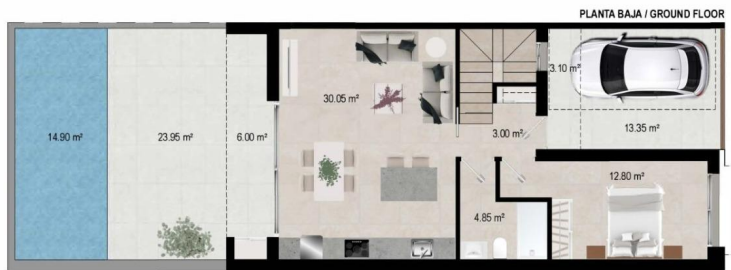 PLANTA BAJA / GROUND FLOOR
3.10 m²
30.05 m²
14.90 m²
23.95 m²
6.00 m²
3.00 m²
13.35 m²
12.80 m²
4.85 m²